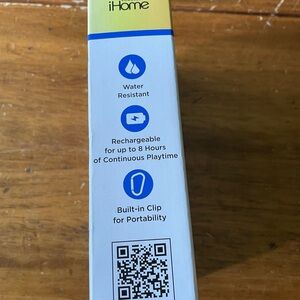 iHome
Water
Resistant
Rechargeable
for up to 8 Hours
of Continuous Playtime
Built-in Clip
for Portability